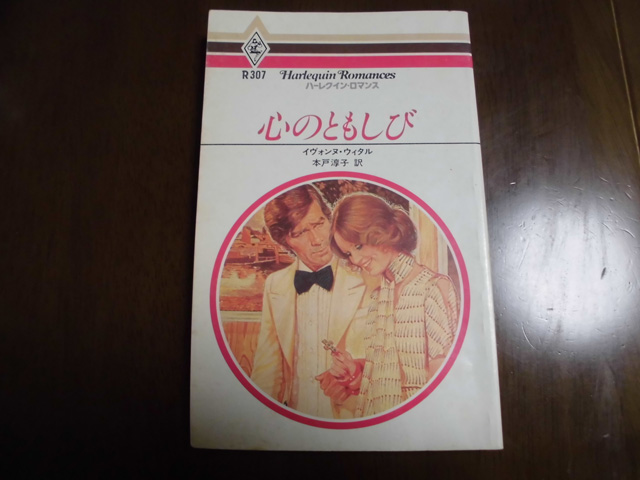 R307
Harlequin Romances
ハーレクイン・ロマンス
心のともしび
イヴォンヌ・ウィタル
本戸淳子 訳